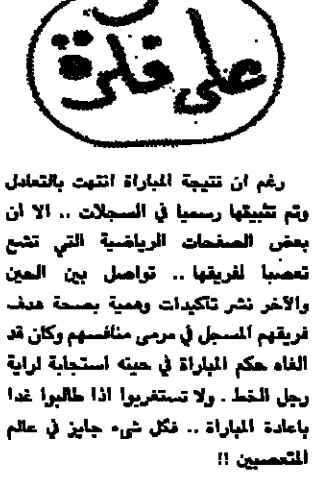 على فكرة
رغم ان نتيجة المباراة انتهت بالتعادل
وتم تثبيتها رسميا في السجلات .. الا ان
بعض الصفحات الرياضية التي تشع
تعصبا لفريقها .. تواصل بين الحين
والآخر نشر تأكيدات وهمية بصحة هدف
فريقهم المسجل في مرمى منافسهم وكان قد
الغاه حكم المباراة في حينه استجابة لراية
رجل الخط . ولا تستغربوا اذا طالبوا غدا
باعادة المباراة .. فكل شيء جايز في عالم
المتعصبين !!